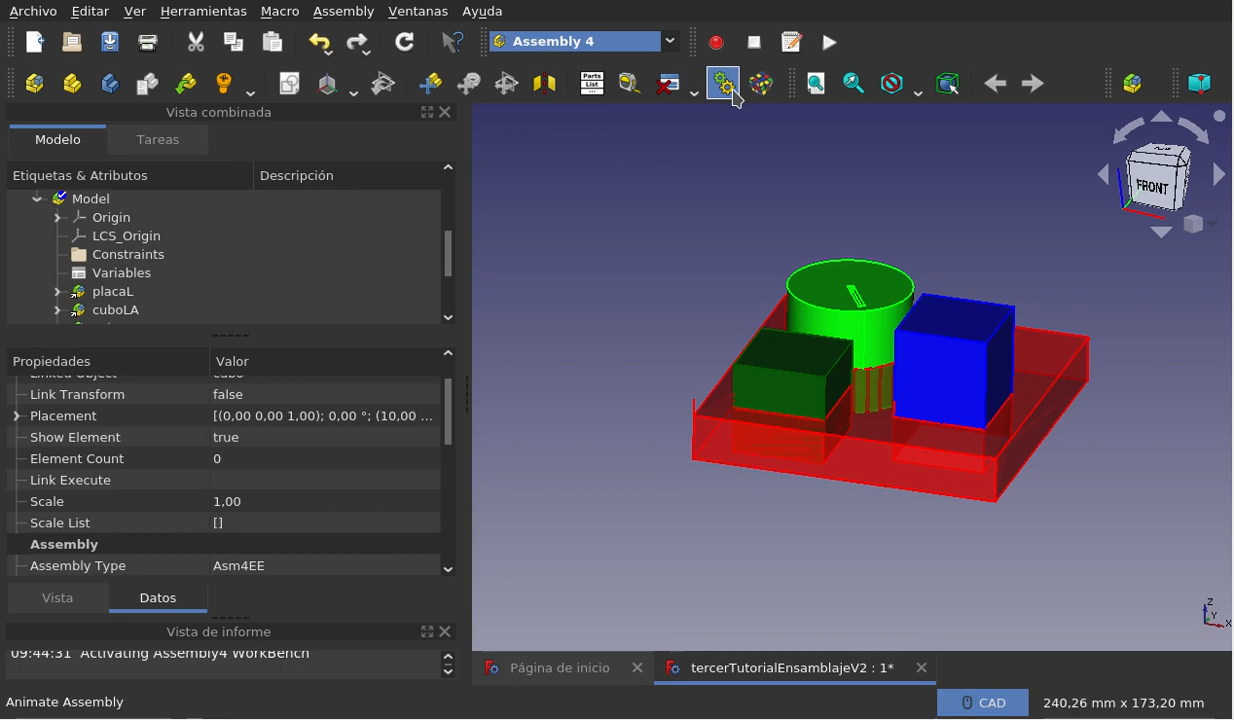 Archivo Editar Ver Herramientas Macro Assembly Ventanas Ayuda
Assembly 4
Parts List
Vista combinada
Modelo Tareas
Etiquetas & Atributos Descripción
Model
Origin
LCS_Origin
Constraints
Variables
placaL
cuboLA
Propiedades Valor
Linked Object cubo
Link Transform false
Placement [(0,00 0,00 1,00); 0,00 °; (10,00 ...
Show Element true
Element Count 0
Link Execute
Scale 1,00
Scale List []
Assembly
Assembly Type Asm4EE
Vista Datos
Vista de informe
09:44:31 Activating Assembly4 WorkBench
FRONT
Z
Y
X
Página de inicio tercerTutorialEnsamblajeV2 : 1*
Animate Assembly CAD 240,26 mm x 173,20 mm